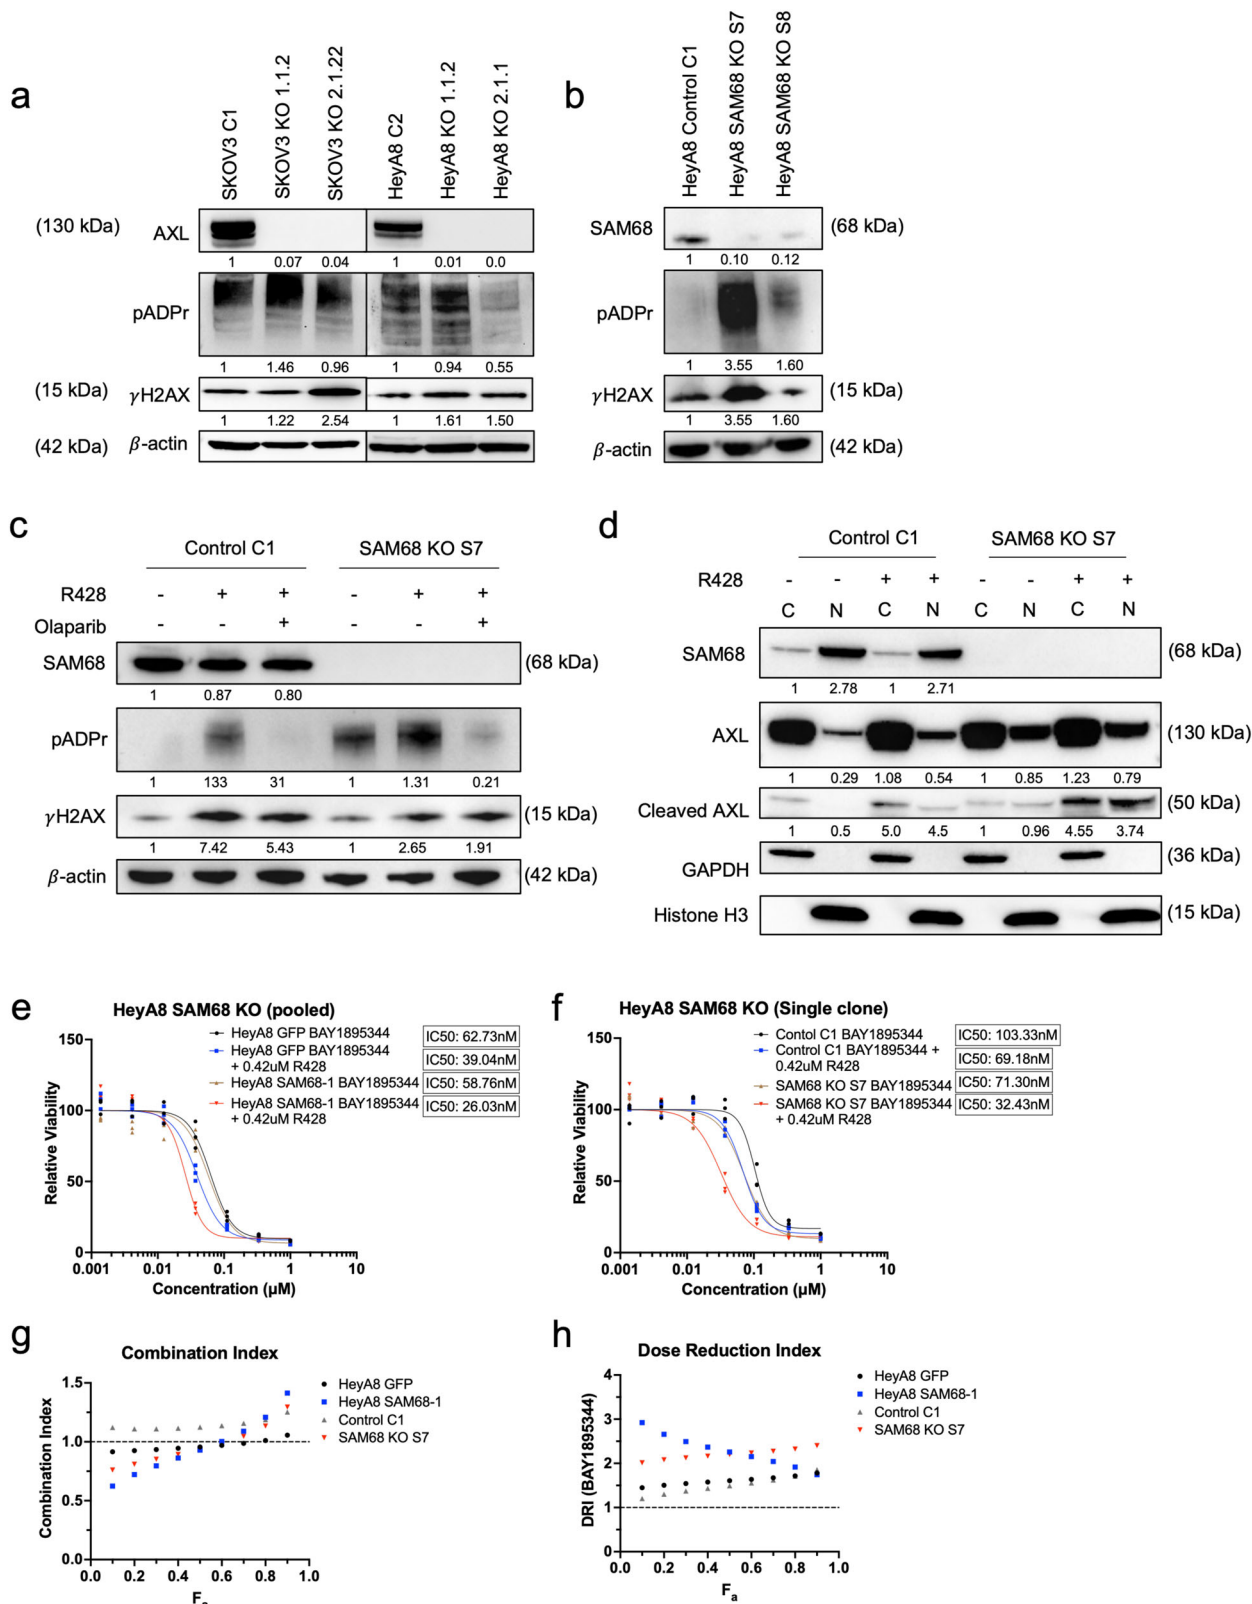 a
SKOV3 C1
SKOV3 KO 1.1.2
SKOV3 KO 2.1.22
HeyA8 C2
HeyA8 KO 1.1.2
HeyA8 KO 2.1.1
(130 kDa) AXL
1 0.07 0.04 1 0.01 0.0
pADPr
1 1.46 0.96 1 0.94 0.55
(15 kDa) γH2AX
1 1.22 2.54 1 1.61 1.50
(42 kDa) β-actin
b
HeyA8 Control C1
HeyA8 SAM68 KO S7
HeyA8 SAM68 KO S8
SAM68 (68 kDa)
1 0.10 0.12
pADPr
1 3.55 1.60
γH2AX (15 kDa)
1 3.55 1.60
β-actin (42 kDa)
c
Control C1 SAM68 KO S7
R428 - + + - + +
Olaparib - - + - - +
SAM68 (68 kDa)
1 0.87 0.80
pADPr
1 133 31 1 1.31 0.21
γH2AX (15 kDa)
1 7.42 5.43 1 2.65 1.91
β-actin (42 kDa)
d
Control C1 SAM68 KO S7
R428 - - + + - - + +
C N C N C N C N
SAM68 (68 kDa)
1 2.78 1 2.71
AXL (130 kDa)
1 0.29 1.08 0.54 1 0.85 1.23 0.79
Cleaved AXL (50 kDa)
1 0.5 5.0 4.5 1 0.96 4.55 3.74
GAPDH (36 kDa)
Histone H3 (15 kDa)
e
HeyA8 SAM68 KO (pooled)
HeyA8 GFP BAY1895344 IC50: 62.73nM
HeyA8 GFP BAY1895344
+ 0.42uM R428 IC50: 39.04nM
HeyA8 SAM68-1 BAY1895344 IC50: 58.76nM
HeyA8 SAM68-1 BAY1895344
+ 0.42uM R428 IC50: 26.03nM
Relative Viability
150
100
50
0
0.001 0.01 0.1 1 10
Concentration (µM)
f
HeyA8 SAM68 KO (Single clone)
Contol C1 BAY1895344 IC50: 103.33nM
Control C1 BAY1895344 +
0.42uM R428 IC50: 69.18nM
SAM68 KO S7 BAY1895344 IC50: 71.30nM
SAM68 KO S7 BAY1895344
+ 0.42uM R428 IC50: 32.43nM
Relative Viability
150
100
50
0
0.001 0.01 0.1 1 10
Concentration (µM)
g
Combination Index
HeyA8 GFP
HeyA8 SAM68-1
Control C1
SAM68 KO S7
Combination Index
1.5
1.0
0.5
0.0
0.0 0.2 0.4 0.6 0.8 1.0
h
Dose Reduction Index
HeyA8 GFP
HeyA8 SAM68-1
Control C1
SAM68 KO S7
DRI (BAY1895344)
4
3
2
1
0
0.0 0.2 0.4 0.6 0.8 1.0
Fa